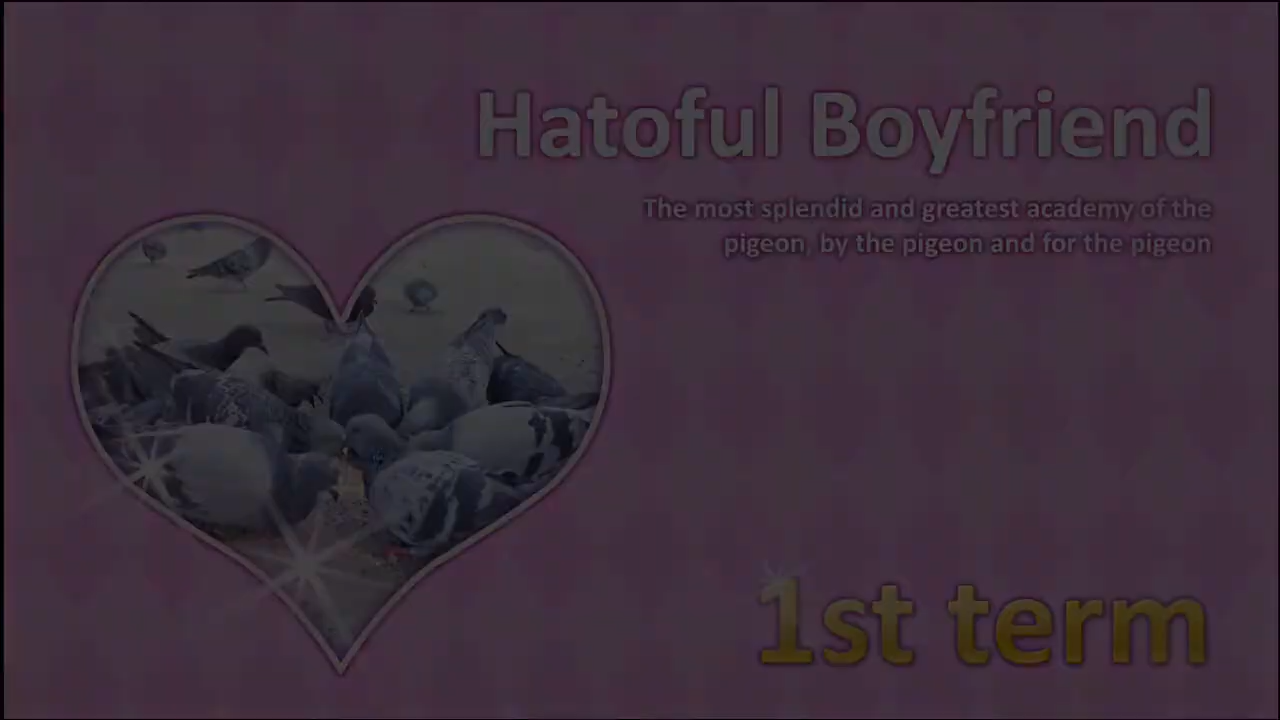 Hatoful Boyfriend
The most splendid and greatest academy of the
pigeon, by the pigeon and for the pigeon
1st term